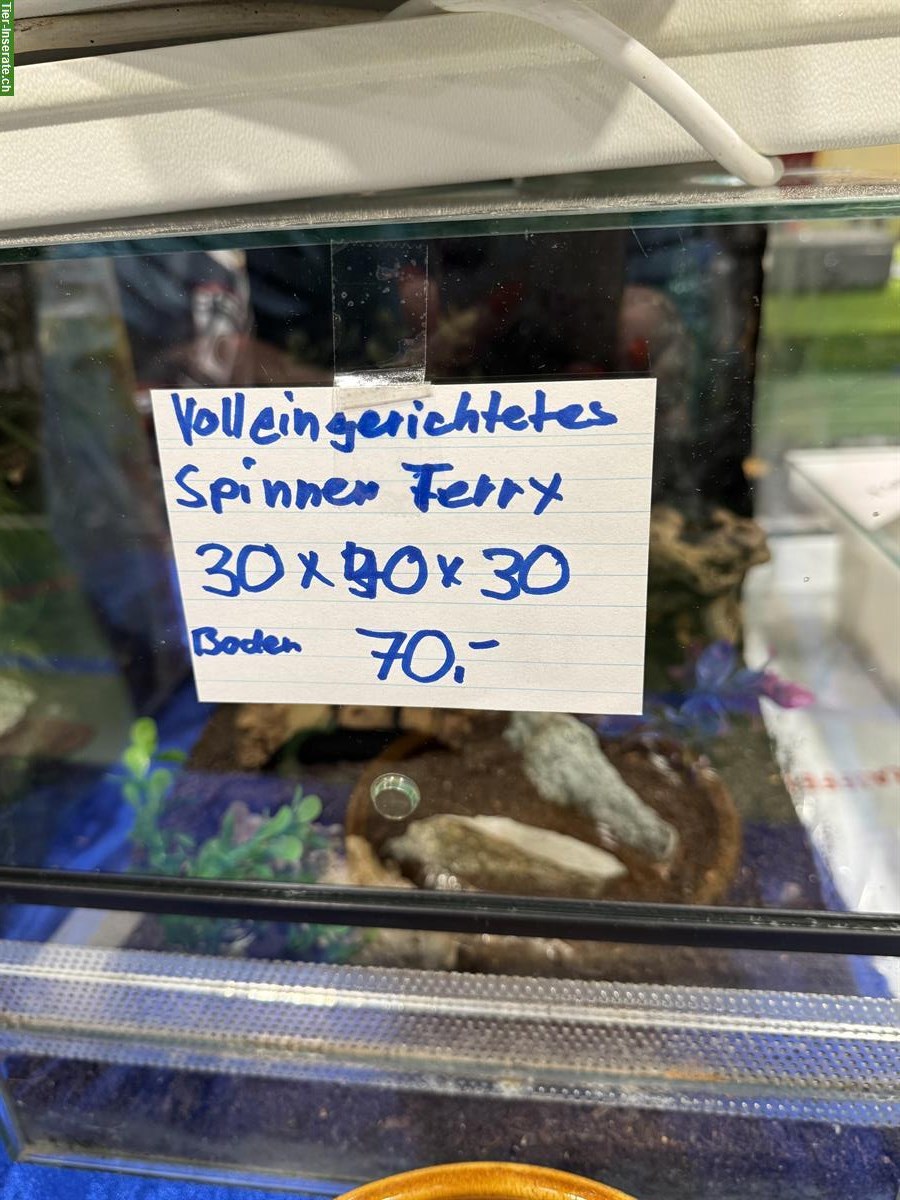 Tier-Inserate.ch
Volleingerichtetes
Spinnen Terry
30 x 30 x 30
Boden 70.-